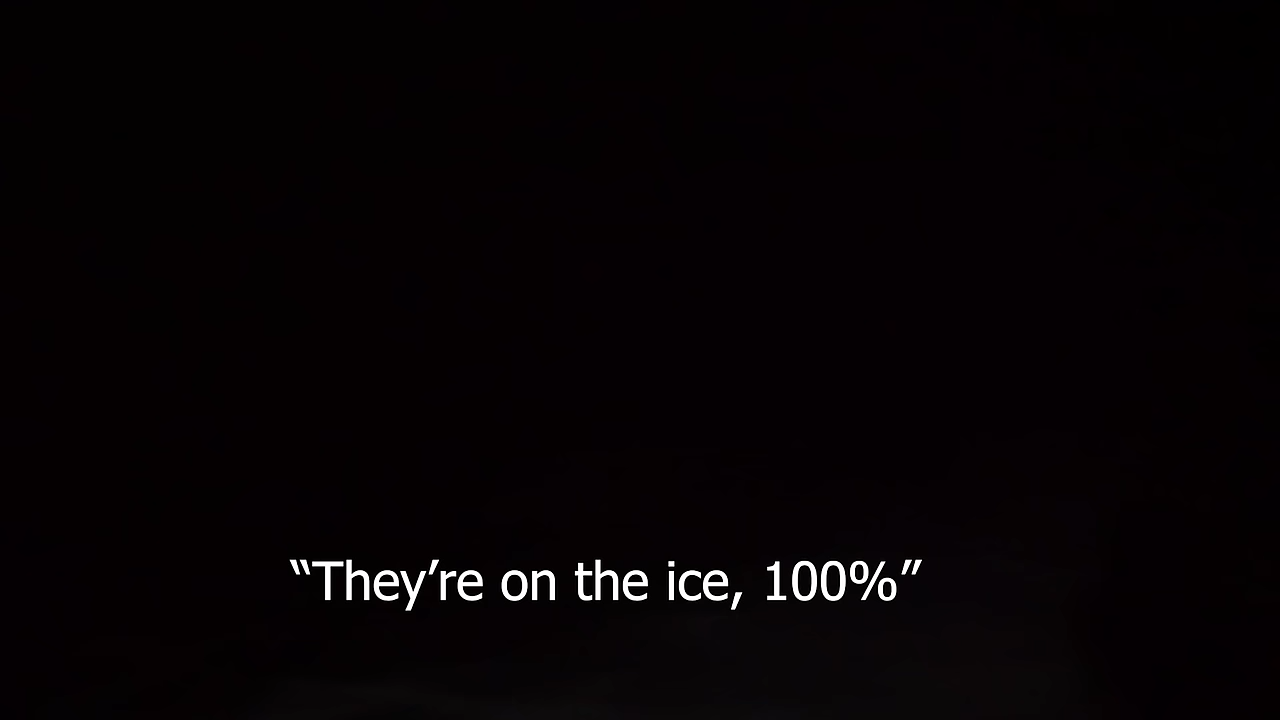 “They’re on the ice, 100%”